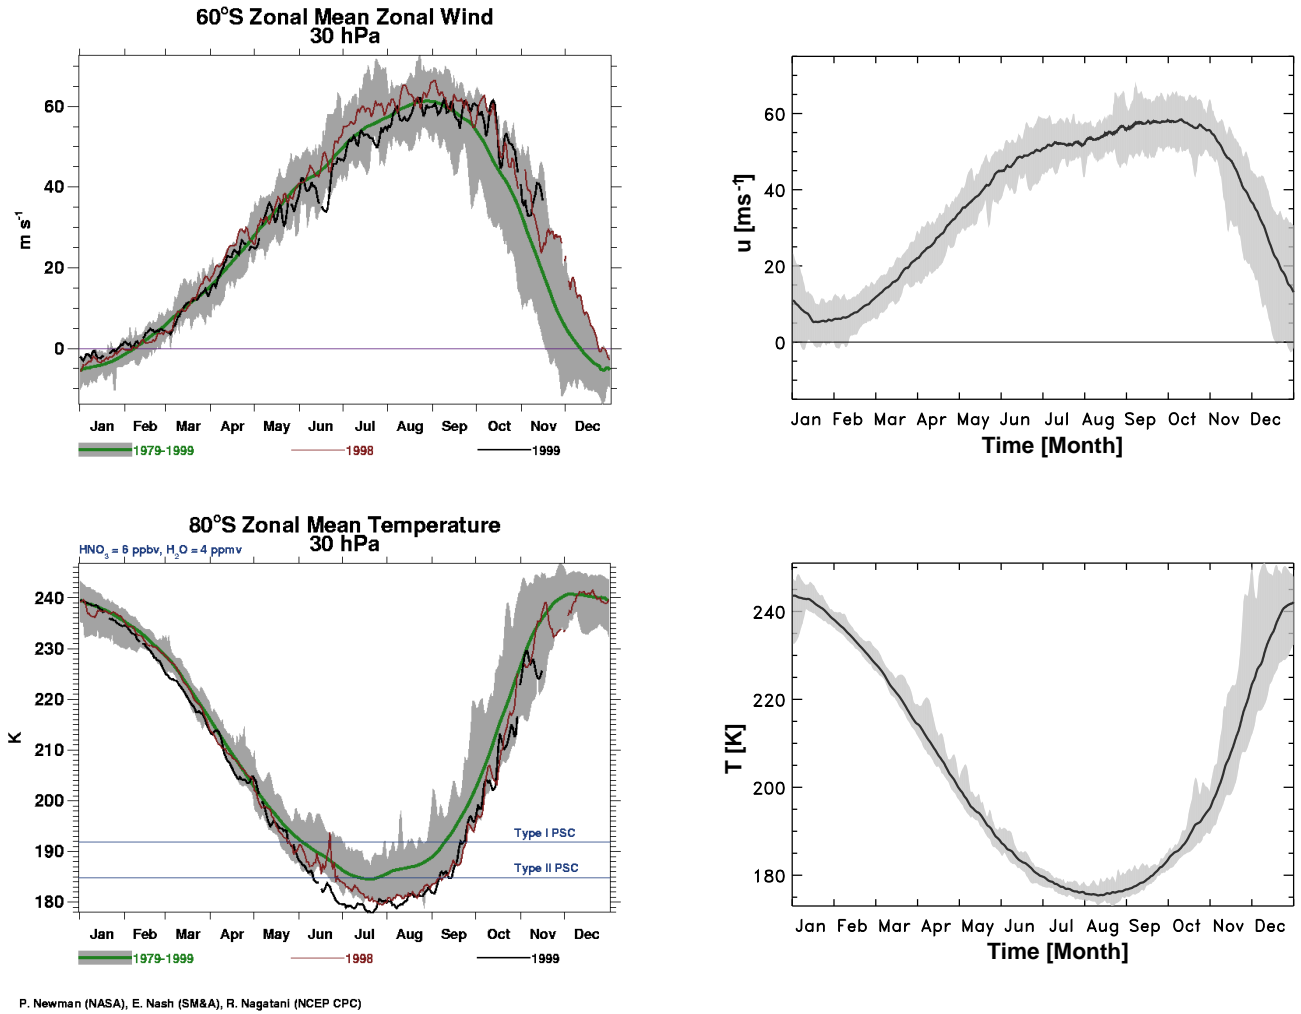 60°S Zonal Mean Zonal Wind
30 hPa
60
40
20
0
m s-1
Jan Feb Mar Apr May Jun Jul Aug Sep Oct Nov Dec
1979-1999 1998 1999
60
40
20
0
u [ms-1]
Jan Feb Mar Apr May Jun Jul Aug Sep Oct Nov Dec
Time [Month]
80°S Zonal Mean Temperature
30 hPa
HNO3 = 6 ppbv, H2O = 4 ppmv
240
230
220
210
200
190
180
K
Type I PSC
Type II PSC
Jan Feb Mar Apr May Jun Jul Aug Sep Oct Nov Dec
1979-1999 1998 1999
240
220
200
180
T [K]
Jan Feb Mar Apr May Jun Jul Aug Sep Oct Nov Dec
Time [Month]
P. Newman (NASA), E. Nash (SM&A), R. Nagatani (NCEP CPC)